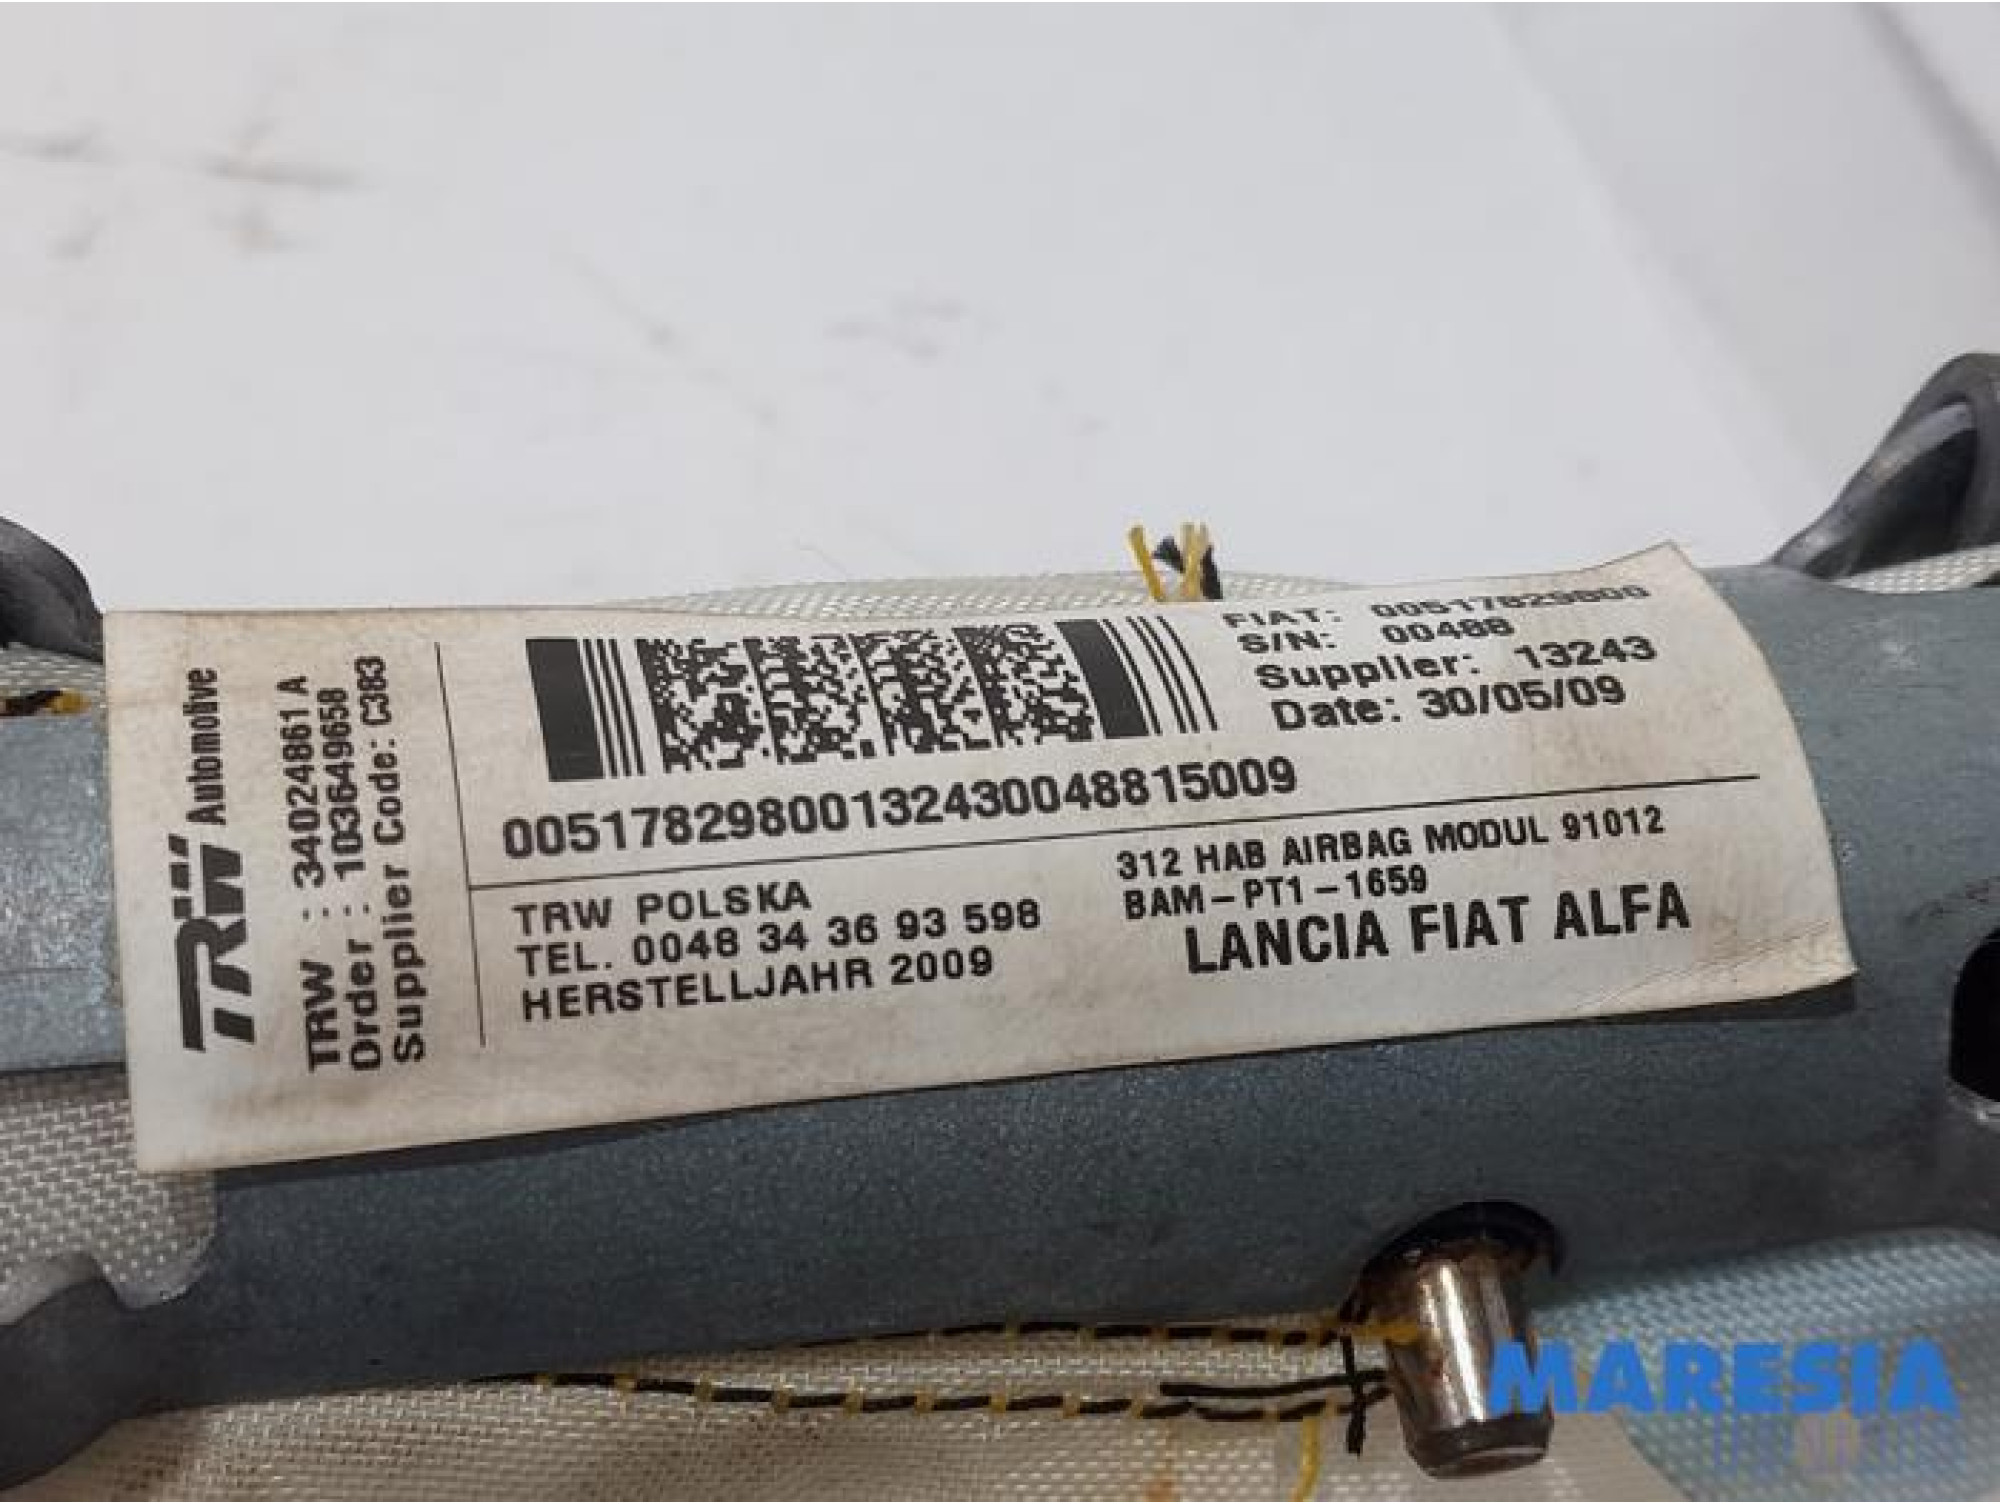 TRW Automotive
TRW : 34024861 A
Order : 103649658
Supplier Code: C383
FIAT: 00517829800
S/N: 00488
Supplier: 13243
Date: 30/05/09
00517829800132430048815009
TRW POLSKA
TEL. 0048 34 36 93 598
HERSTELLJAHR 2009
312 HAB AIRBAG MODUL 91012
BAM-PT1-1659
LANCIA FIAT ALFA
MARESIA